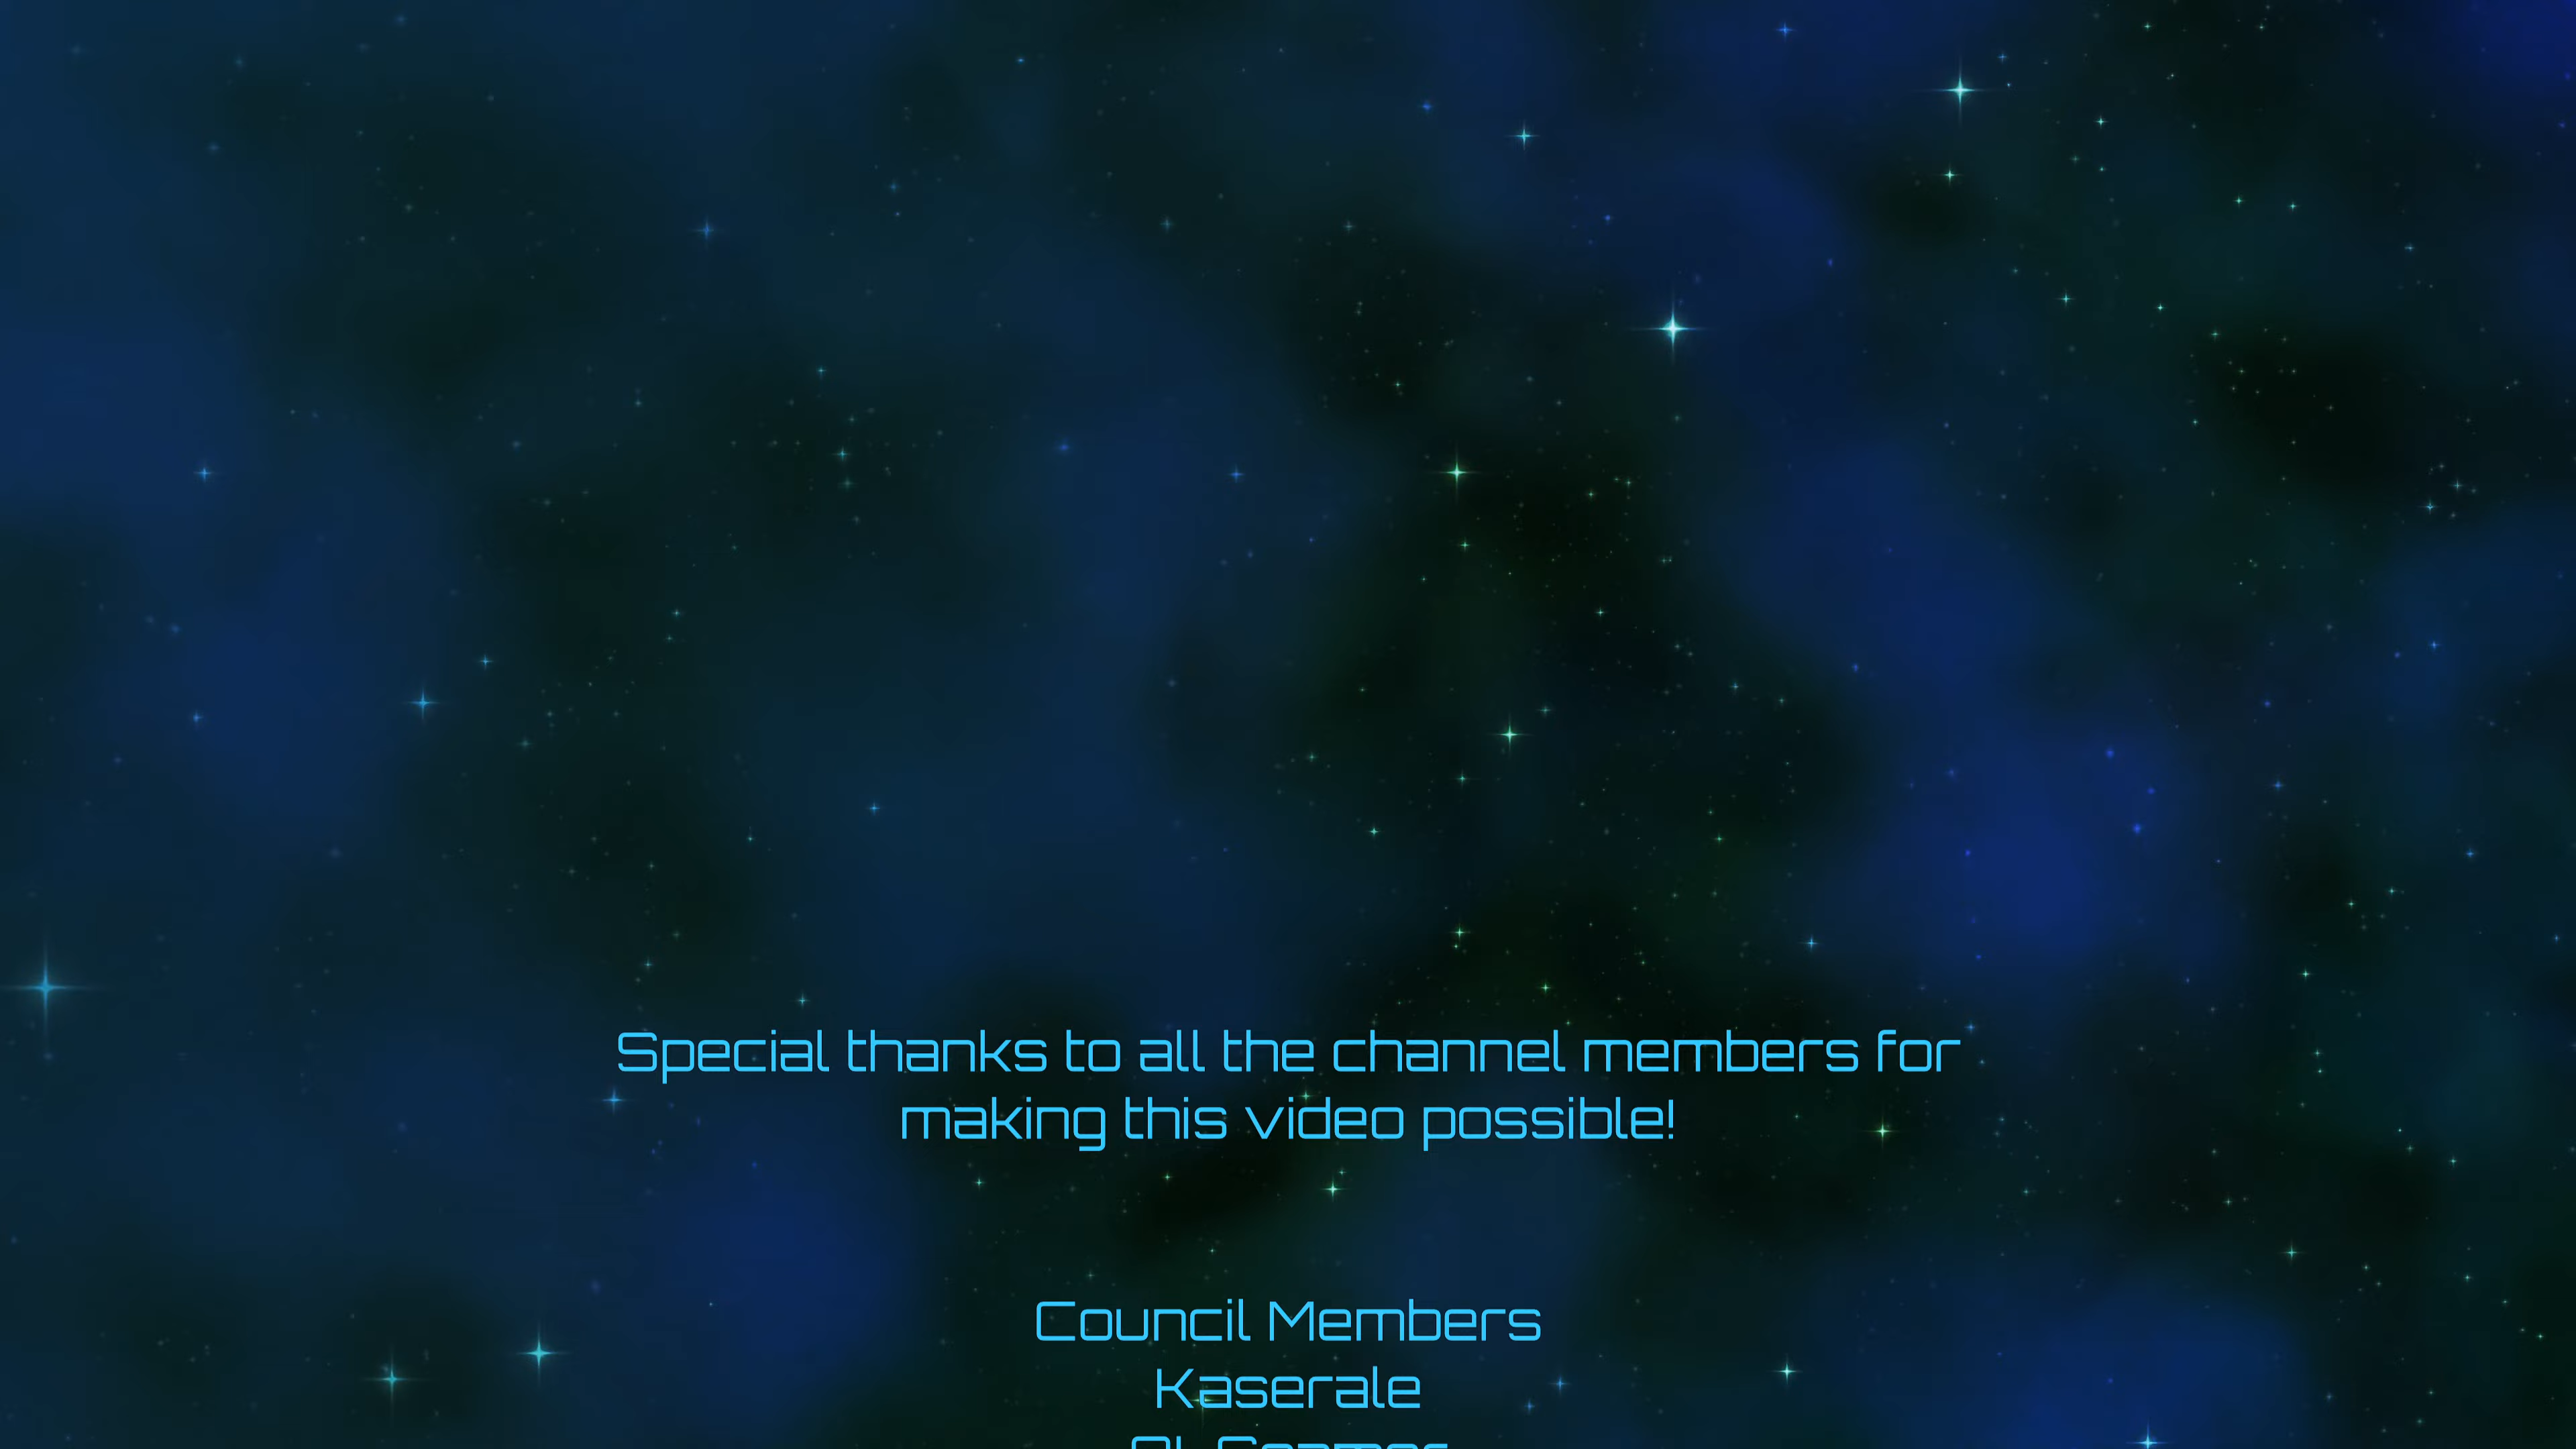 Special thanks to all the channel members for
making this video possible!
Council Members
Kaserale